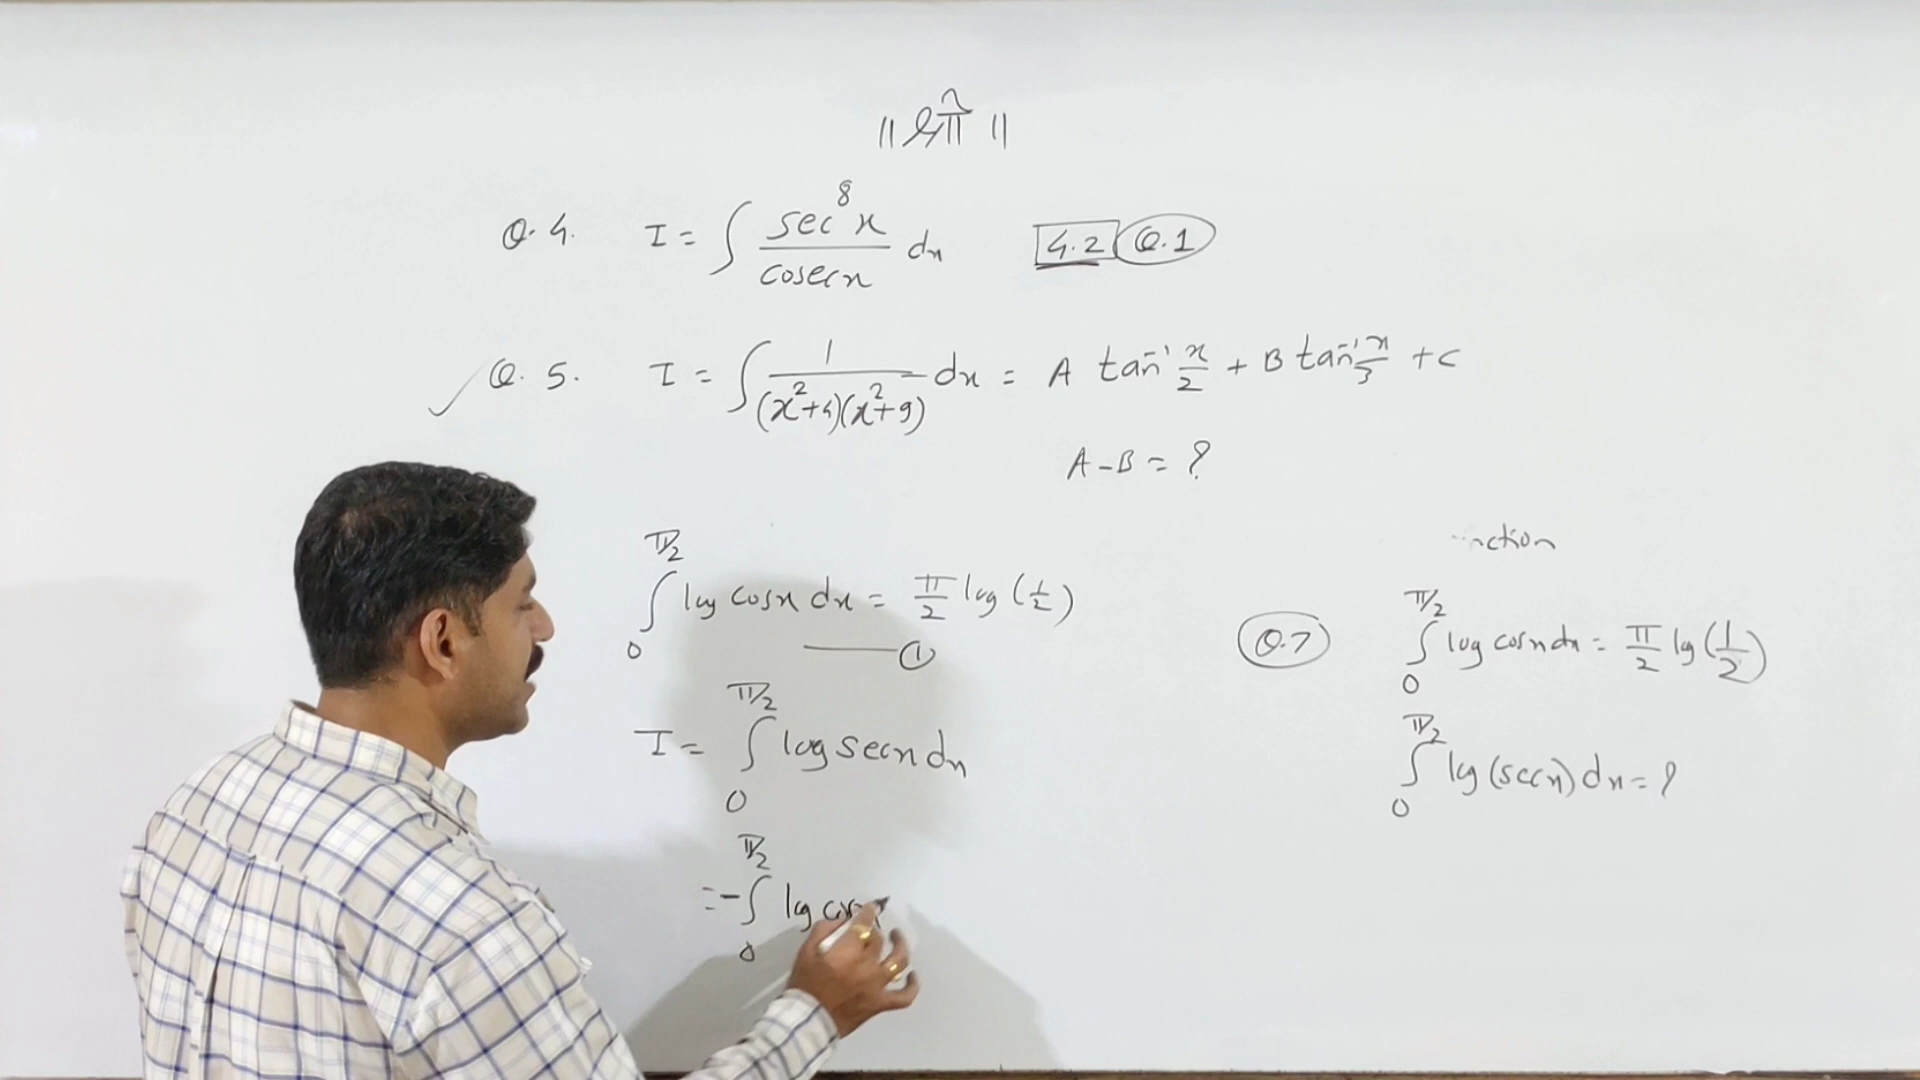 ॥ श्री ॥
Q. 4. I = ∫ sec⁸x / cosecx dx 4.2 Q.1
Q. 5. I = ∫ 1 / (x²+4)(x²+9) dx = A tan⁻¹ x/2 + B tan⁻¹ x/3 + C
A-B = ?
∫₀^π/2 log cosx dx = π/2 log (1/2)
①
I = ∫₀^π/2 log secx dx
= -∫₀^π/2 log cosx
nction
Q.7 ∫₀^π/2 log cosx dx = π/2 log (1/2)
∫₀^π/2 log (secx) dx = ?